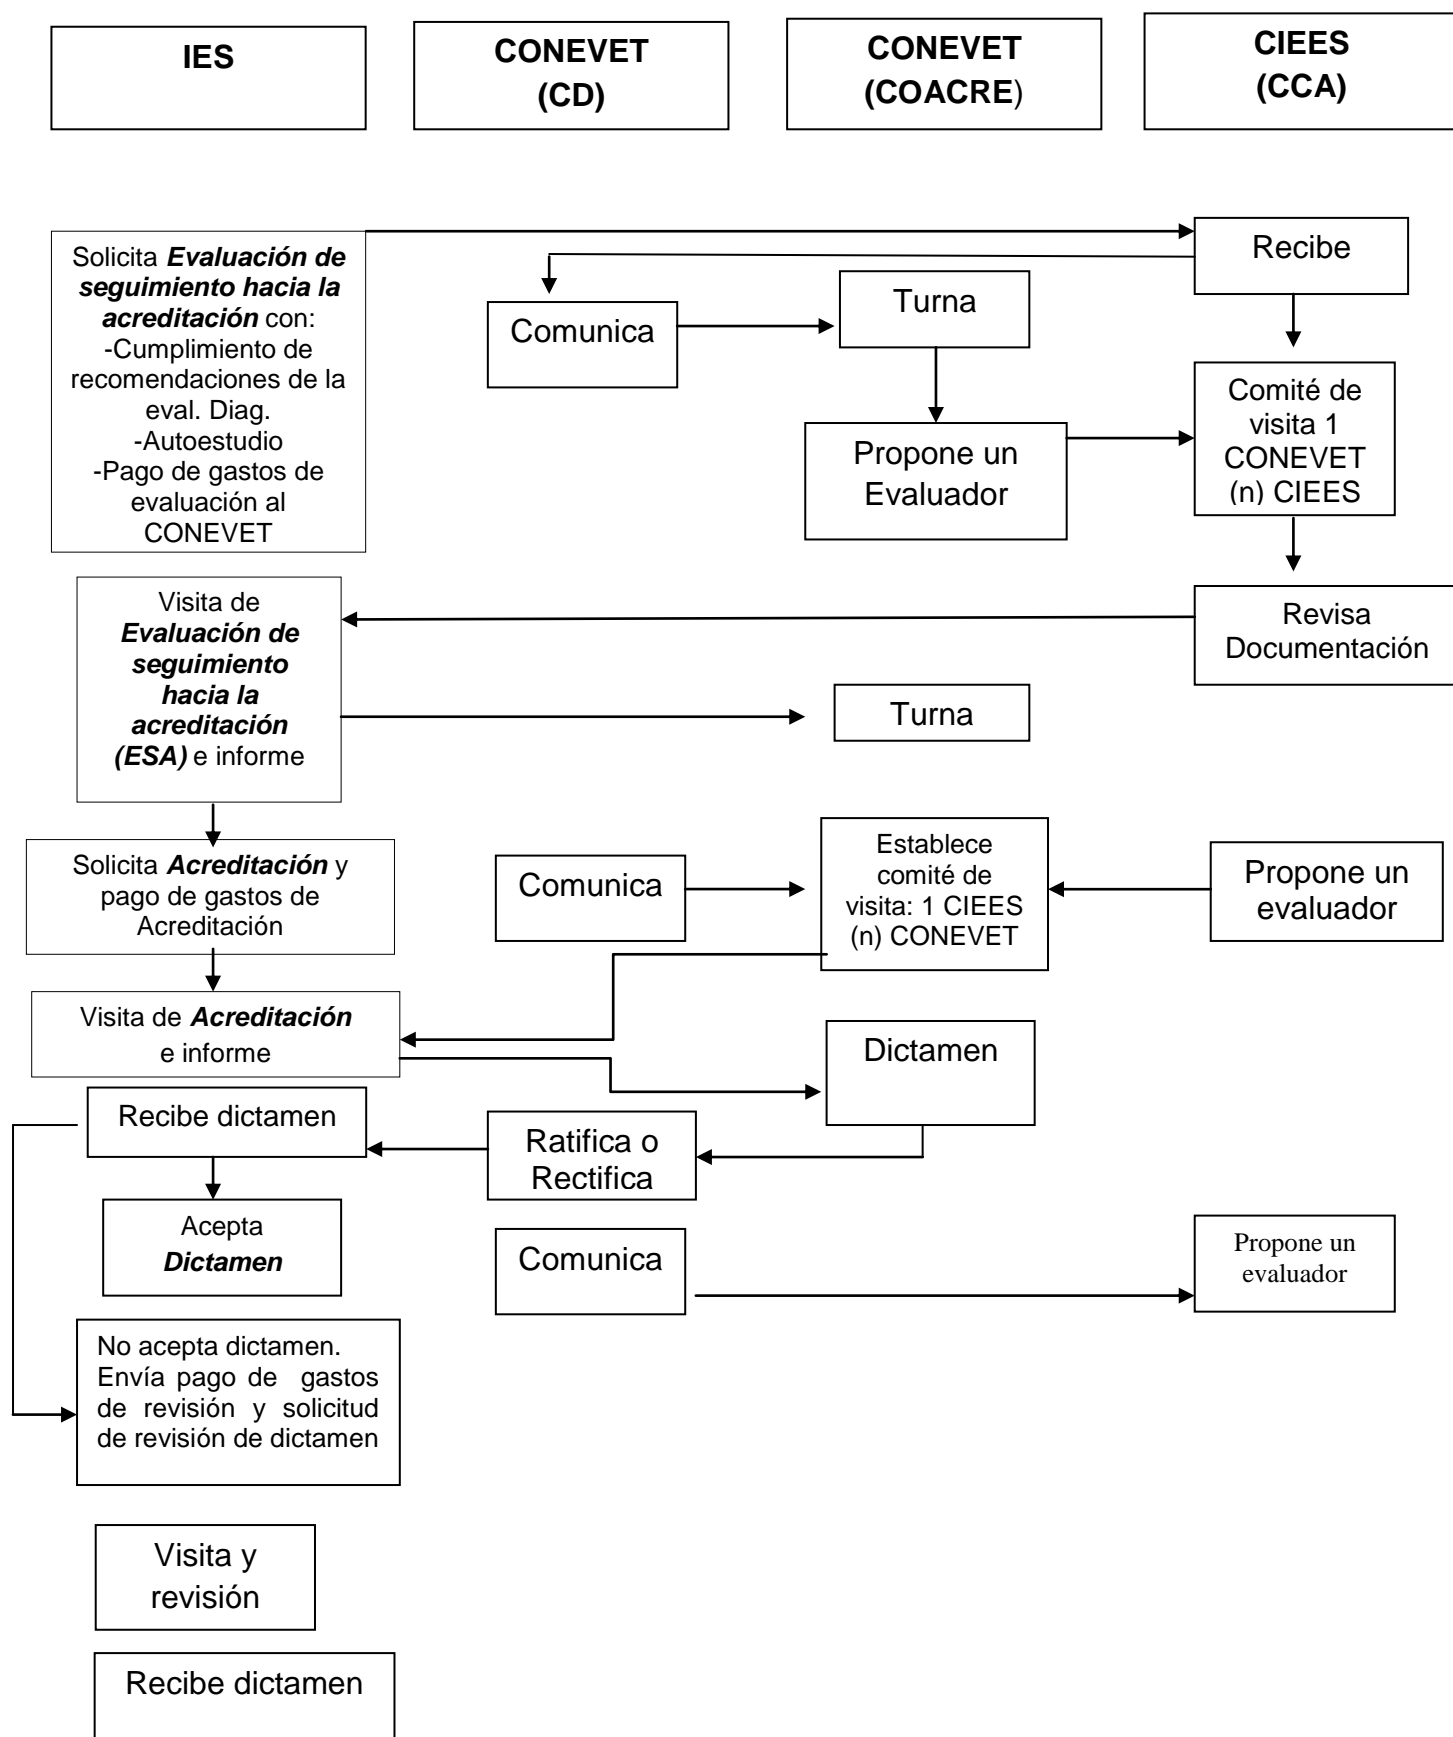 IES
CONEVET
(CD)
CONEVET
(COACRE)
CIEES
(CCA)
Solicita Evaluación de
seguimiento hacia la
acreditación con:
-Cumplimiento de
recomendaciones de la
eval. Diag.
-Autoestudio
-Pago de gastos de
evaluación al
CONEVET
Comunica
Turna
Recibe
Propone un
Evaluador
Comité de
visita 1
CONEVET
(n) CIEES
Visita de
Evaluación de
seguimiento
hacia la
acreditación
(ESA) e informe
Revisa
Documentación
Turna
Solicita Acreditación y
pago de gastos de
Acreditación
Comunica
Establece
comité de
visita: 1 CIEES
(n) CONEVET
Propone un
evaluador
Visita de Acreditación
e informe
Dictamen
Recibe dictamen
Ratifica o
Rectifica
Acepta
Dictamen
Comunica
Propone un
evaluador
No acepta dictamen.
Envía pago de gastos
de revisión y solicitud
de revisión de dictamen
Visita y
revisión
Recibe dictamen